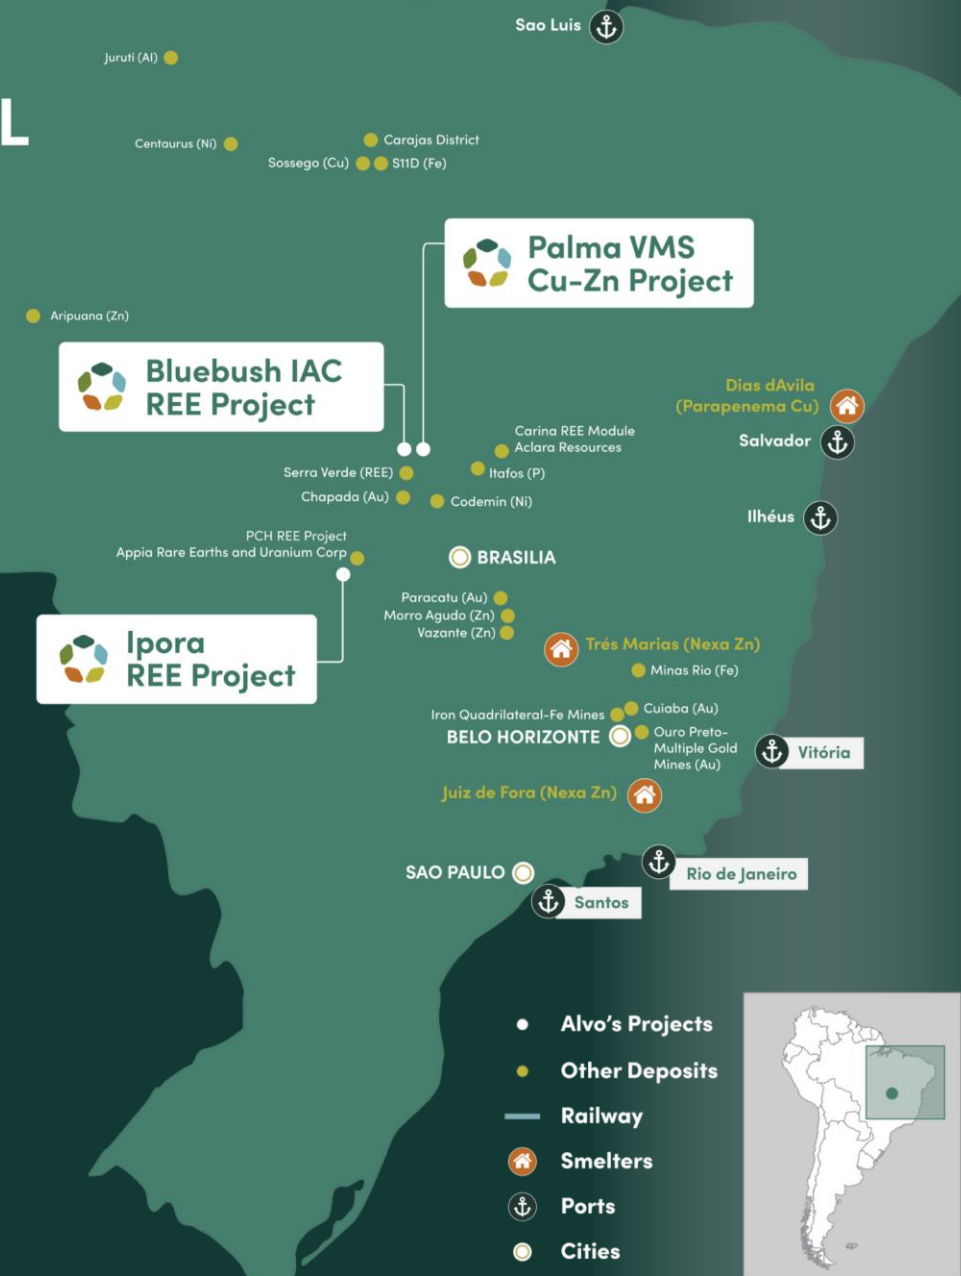 Sao Luis
Juruti (Al)
L
Centaurus (Ni)
Carajas District
Sossego (Cu)
S11D (Fe)
Palma VMS
Cu-Zn Project
Aripuana (Zn)
Bluebush IAC
REE Project
Dias dAvila
(Parapenema Cu)
Salvador
Carina REE Module
Aclara Resources
Serra Verde (REE)
Itafos (P)
Chapada (Au)
Codemin (Ni)
Ilhéus
PCH REE Project
Appia Rare Earths and Uranium Corp
BRASILIA
Paracatu (Au)
Morro Agudo (Zn)
Vazante (Zn)
Ipora
REE Project
Trés Marias (Nexa Zn)
Minas Rio (Fe)
Cuiaba (Au)
Iron Quadrilateral-Fe Mines
BELO HORIZONTE
Ouro Preto-
Multiple Gold
Mines (Au)
Vitória
Juiz de Fora (Nexa Zn)
SAO PAULO
Rio de Janeiro
Santos
Alvo’s Projects
Other Deposits
Railway
Smelters
Ports
Cities